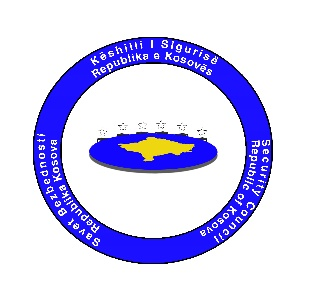 Këshilli I Sigurisë
Republika e Kosovës
Security Council
Republic of Kosova
Savet Bezbednosti
Republika Kosova